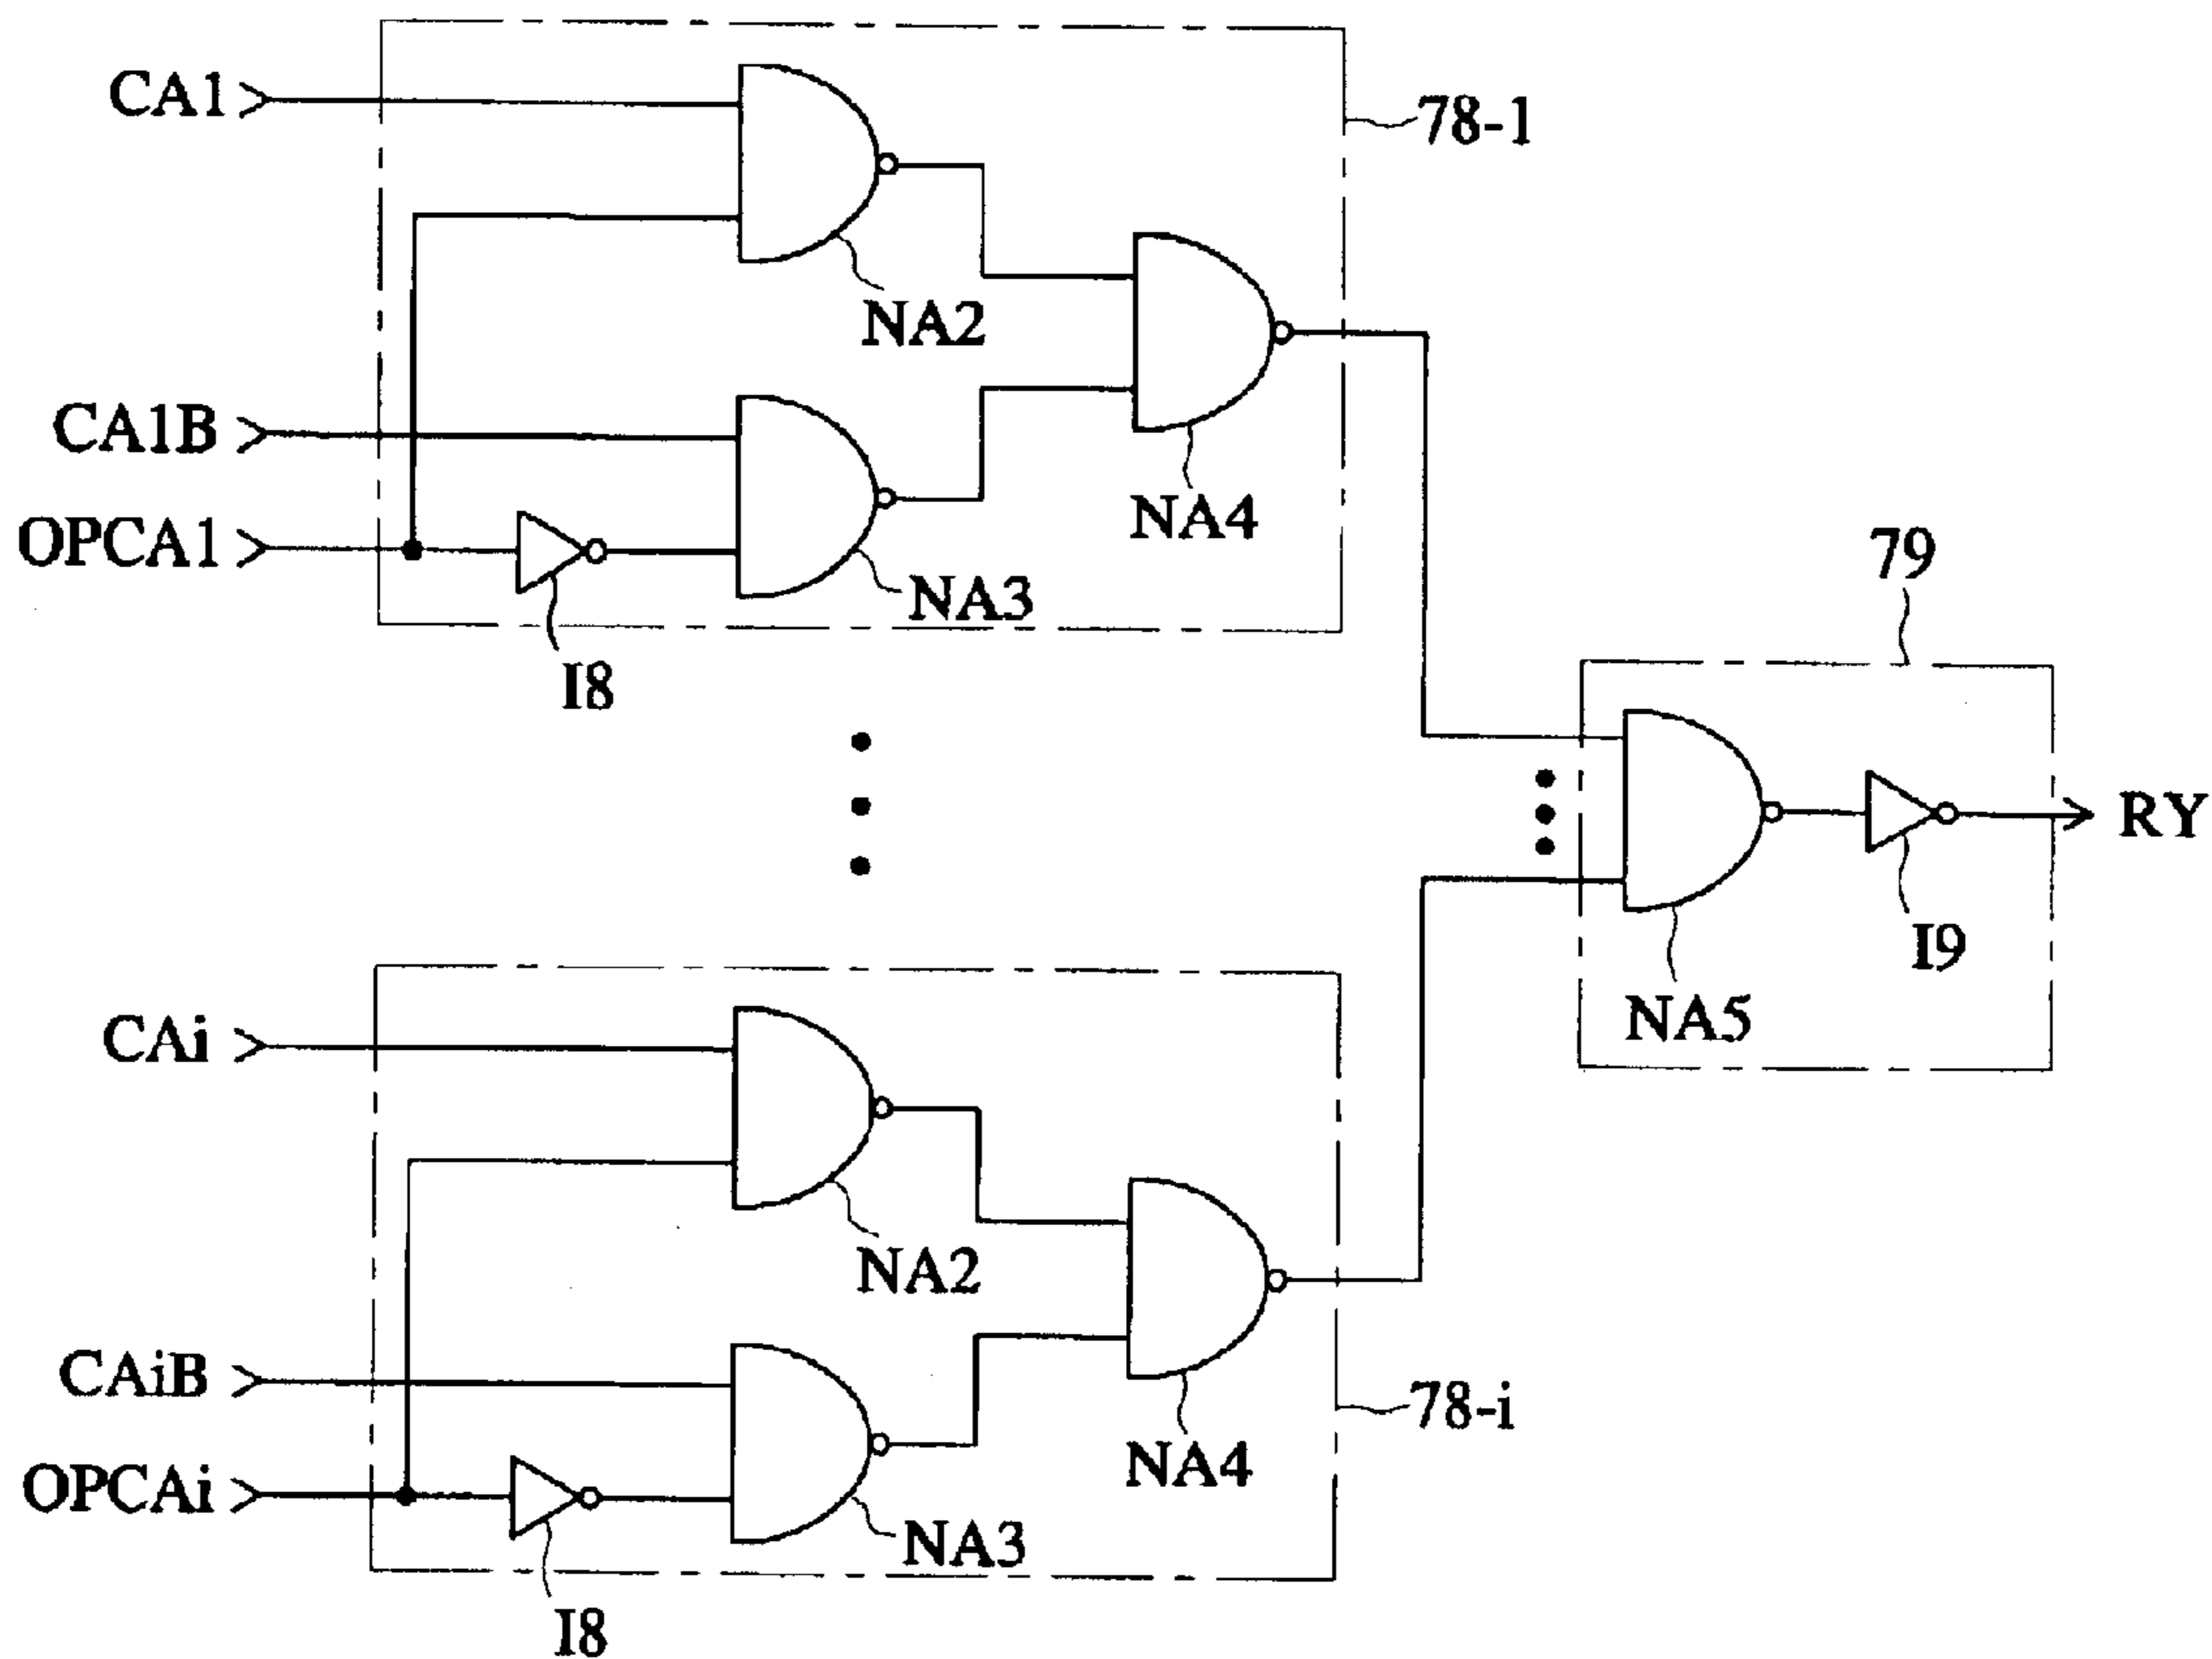 CA1
78-1
NA2
CA1B
NA4
OPCA1
79
NA3
I8
RY
I9
NA5
CAi
NA2
CAiB
78-i
NA4
OPCAi
NA3
I8